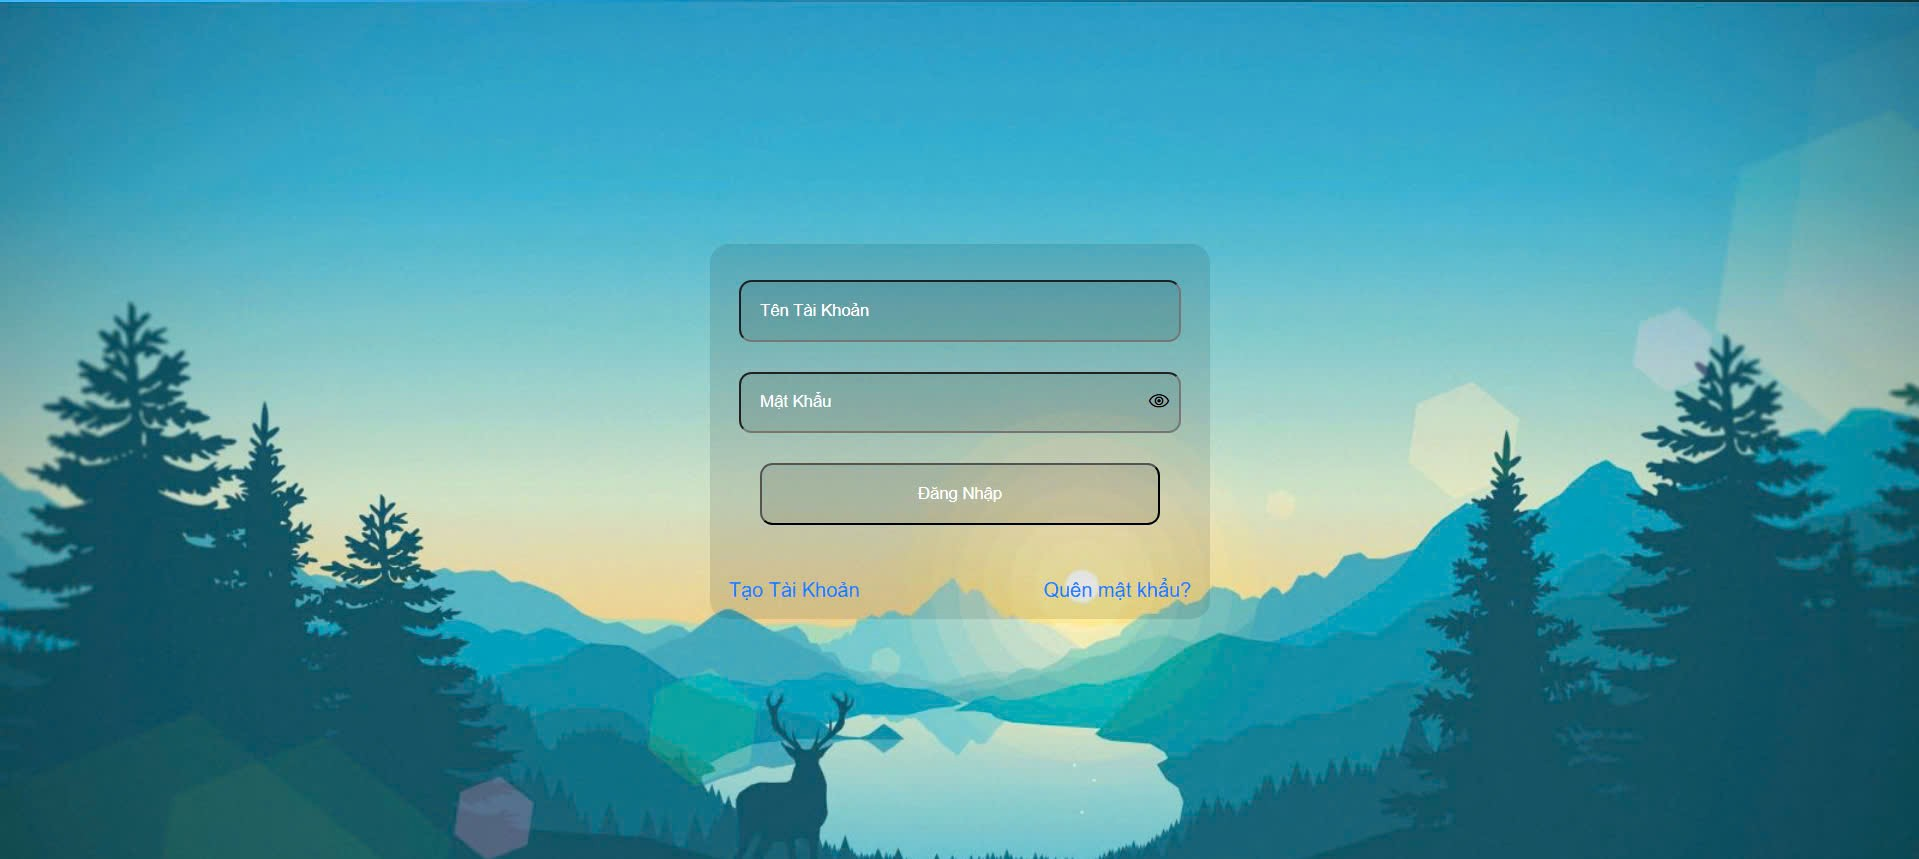 Tên Tài Khoản
Mật Khẩu
Đăng Nhập
Tạo Tài Khoản
Quên mật khẩu?